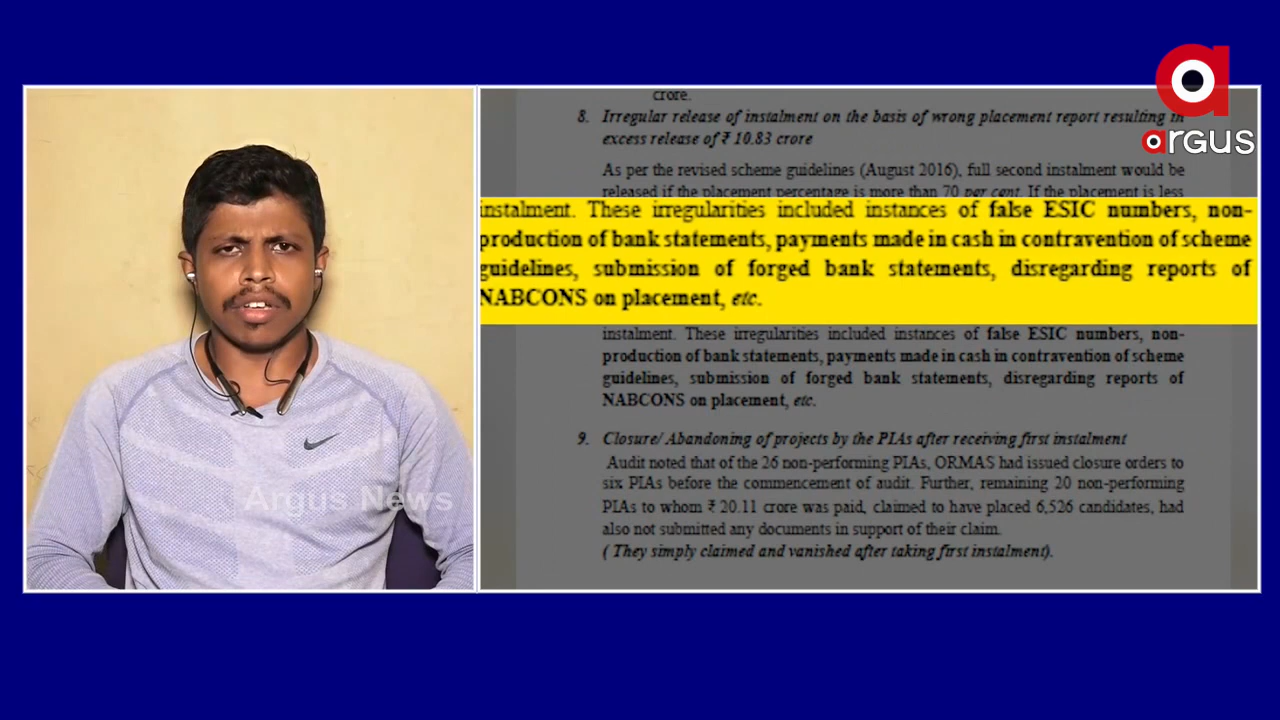 argus
crore.
8. Irregular release of instalment on the basis of wrong placement report resulting in
excess release of ₹ 10.83 crore
As per the revised scheme guidelines (August 2016), full second instalment would be
released if the placement percentage is more than 70 per cent. If the placement is less
instalment. These irregularities included instances of false ESIC numbers, non-
production of bank statements, payments made in cash in contravention of scheme
guidelines, submission of forged bank statements, disregarding reports of
NABCONS on placement, etc.
instalment. These irregularities included instances of false ESIC numbers, non-
production of bank statements, payments made in cash in contravention of scheme
guidelines, submission of forged bank statements, disregarding reports of
NABCONS on placement, etc.
9. Closure/ Abandoning of projects by the PIAs after receiving first instalment
Audit noted that of the 26 non-performing PIAs, ORMAS had issued closure orders to
six PIAs before the commencement of audit. Further, remaining 20 non-performing
PIAs to whom ₹ 20.11 crore was paid, claimed to have placed 6,526 candidates, had
also not submitted any documents in support of their claim.
( They simply claimed and vanished after taking first instalment).
Argus News